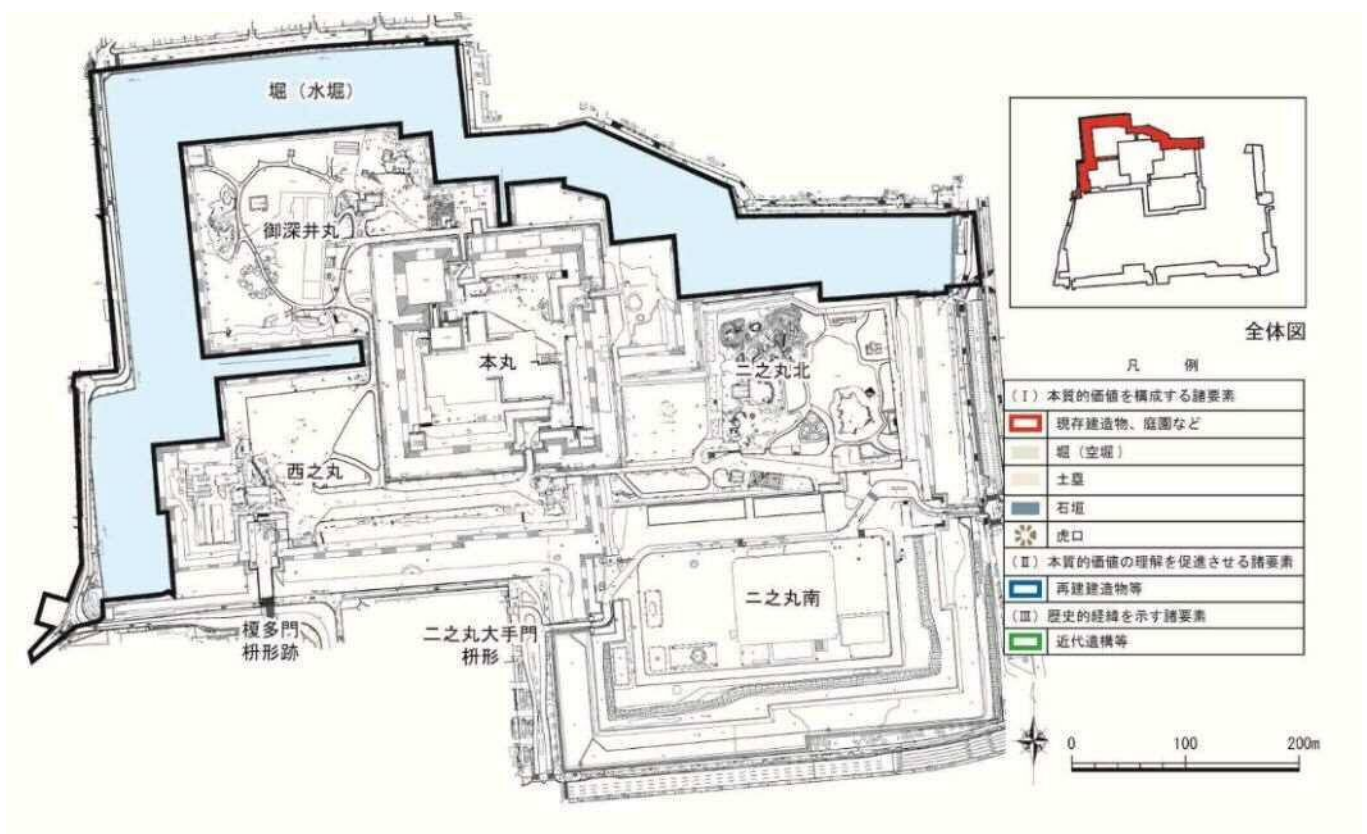 堀（水堀）
御深井丸
本丸
二之丸北
西之丸
榎多門
枡形跡
二之丸大手門
枡形
二之丸南
全体図
凡 例
（Ⅰ）本質的価値を構成する諸要素
現存建造物、庭園など
堀（空堀）
土塁
石垣
虎口
（Ⅱ）本質的価値の理解を促進させる諸要素
再建建造物等
（Ⅲ）歴史的経緯を示す諸要素
近代遺構等
0 100 200m